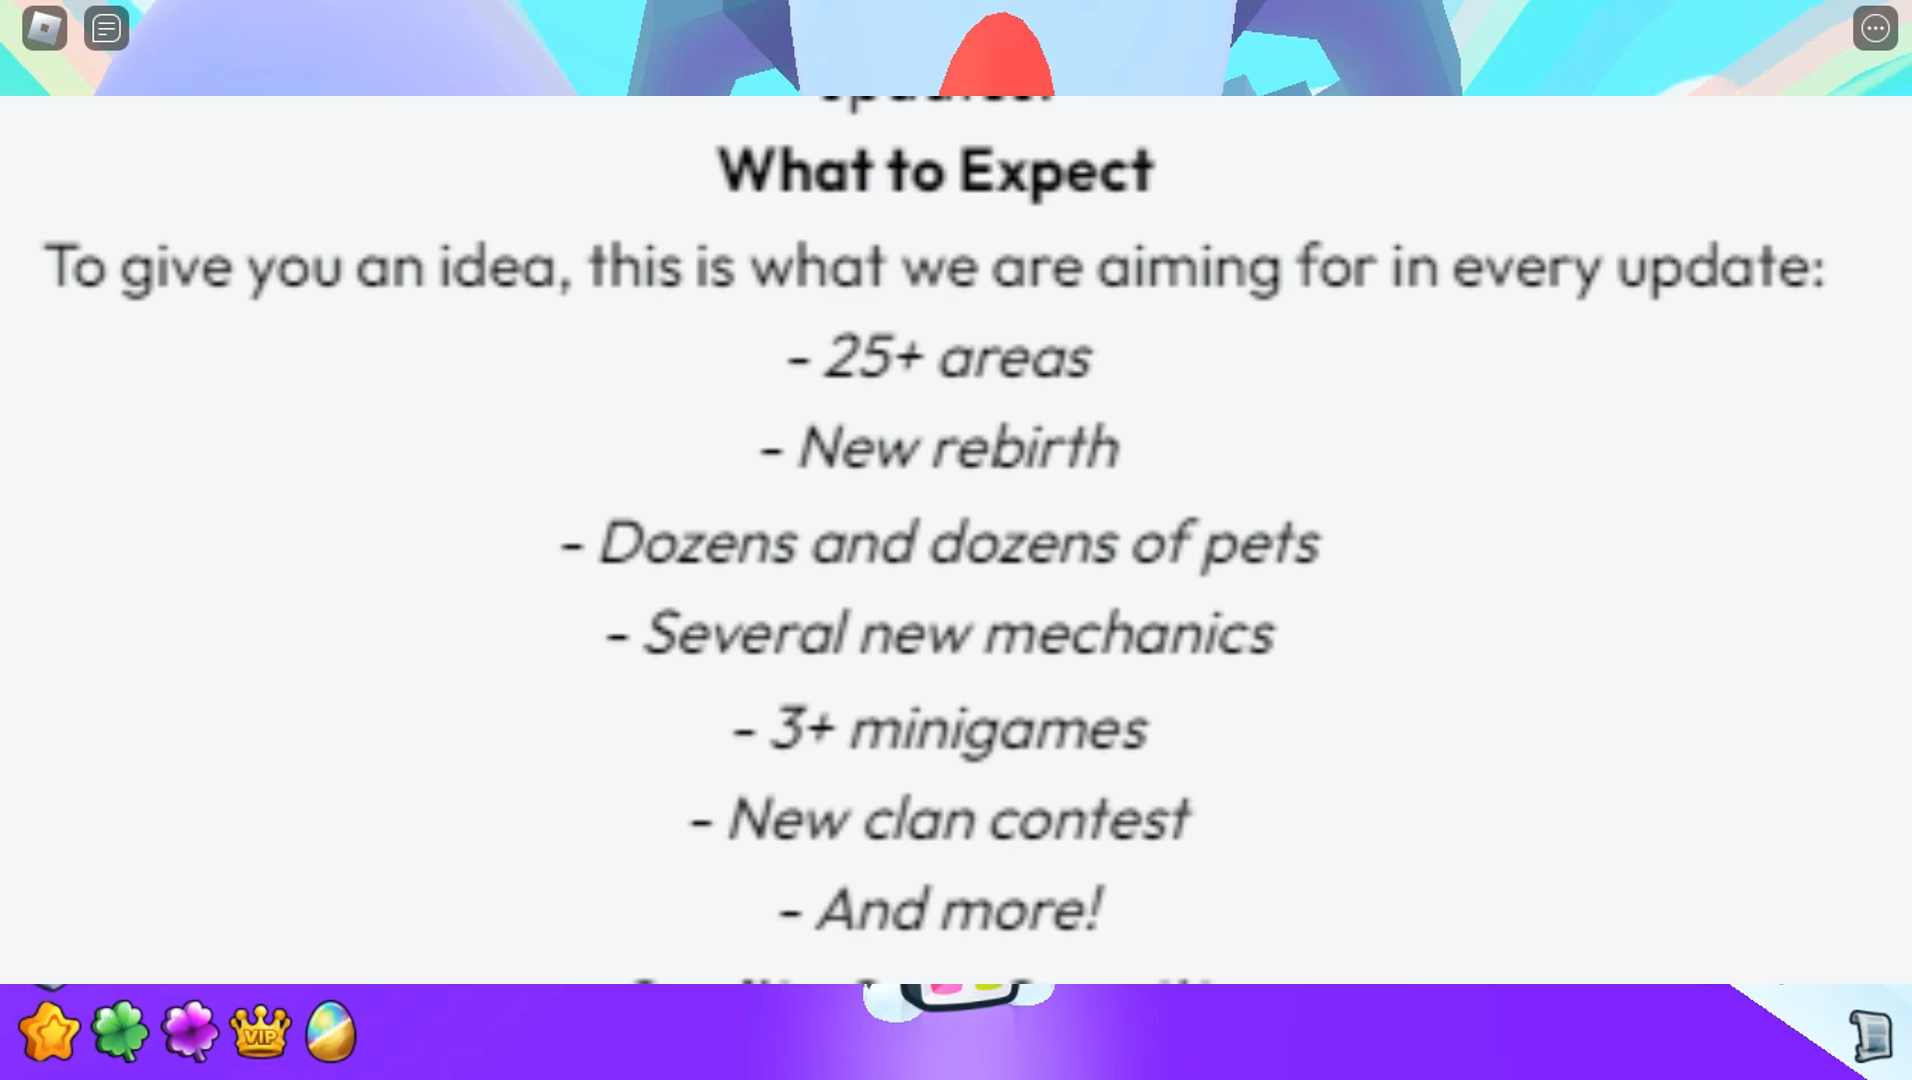 What to Expect
To give you an idea, this is what we are aiming for in every update:
- 25+ areas
- New rebirth
- Dozens and dozens of pets
- Several new mechanics
- 3+ minigames
- New clan contest
- And more!
VIP